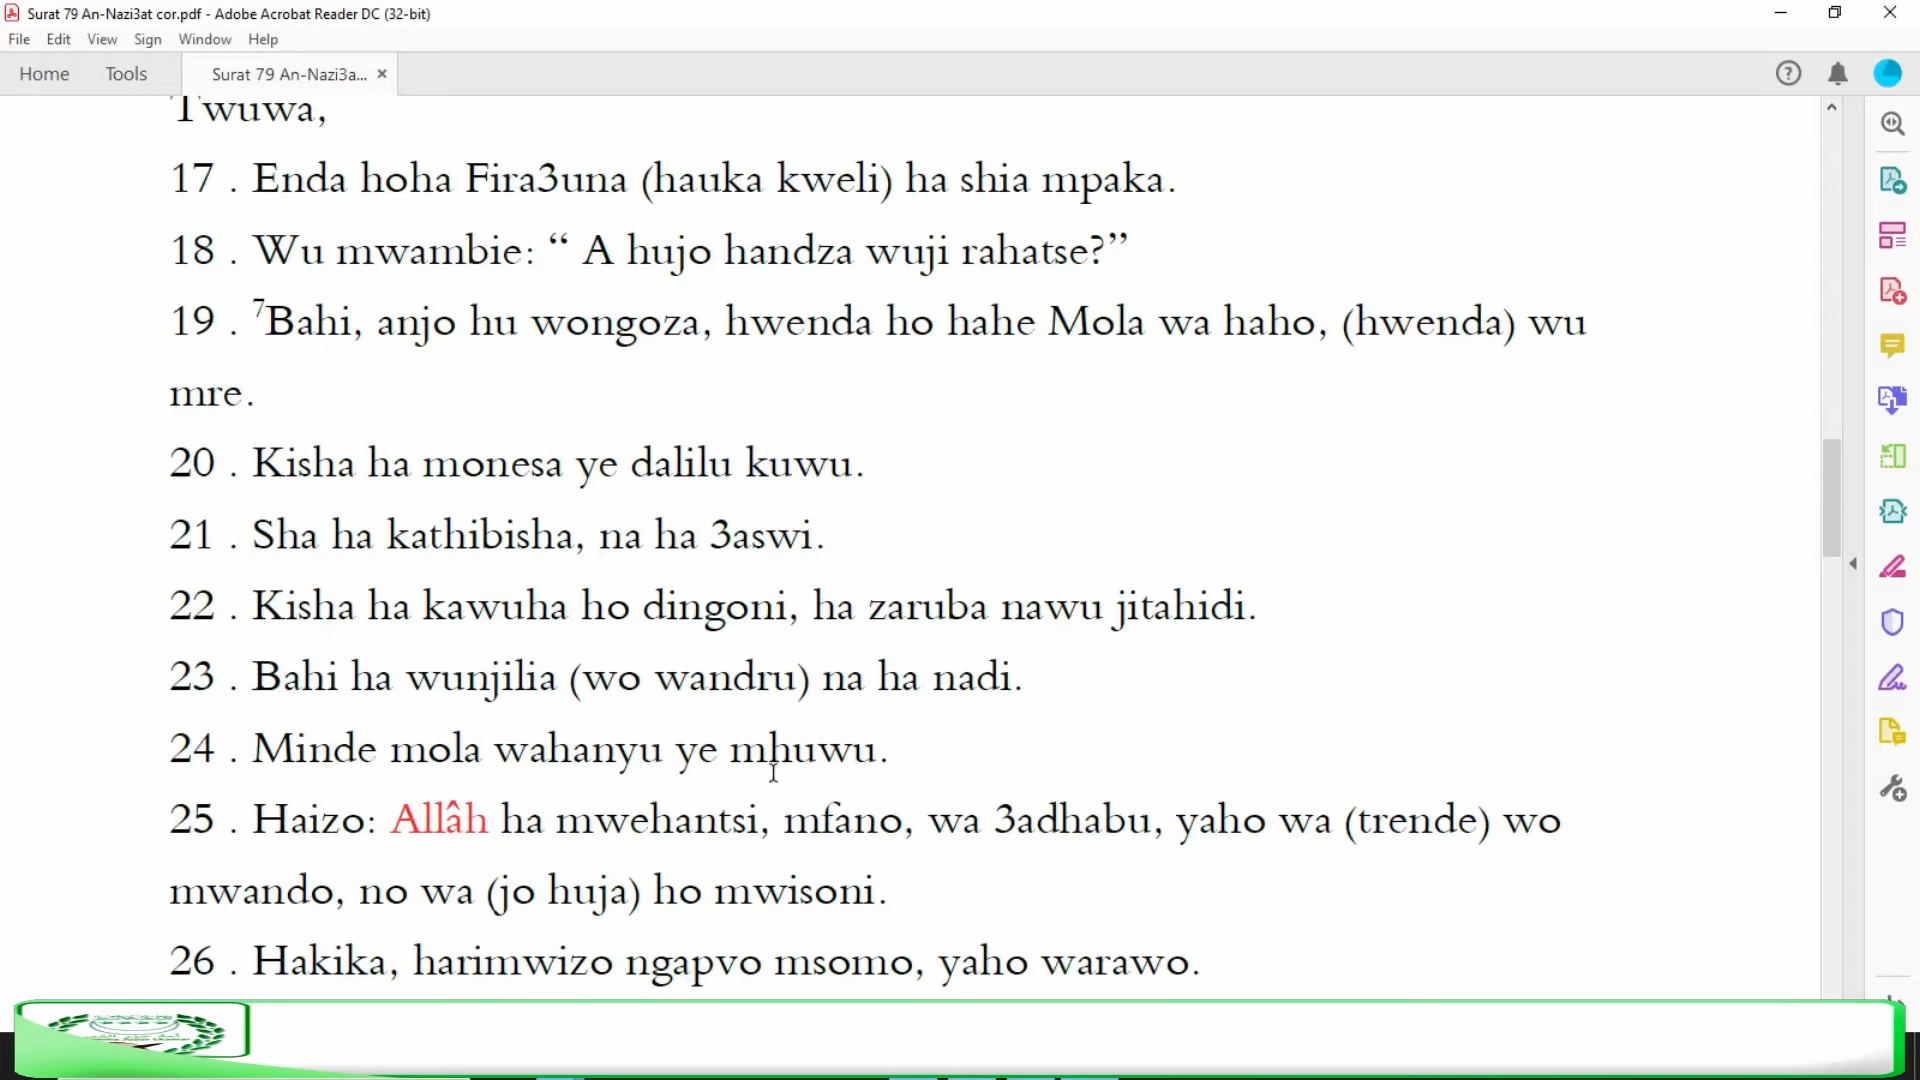 Surat 79 An-Nazi3at cor.pdf - Adobe Acrobat Reader DC (32-bit)
File Edit View Sign Window Help
Home Tools Surat 79 An-Nazi3a... ×
Twuwa,
17 . Enda hoha Fira3una (hauka kweli) ha shia mpaka.
18 . Wu mwambie: “ A hujo handza wuji rahatse?”
19 . ⁷Bahi, anjo hu wongoza, hwenda ho hahe Mola wa haho, (hwenda) wu
mre.
20 . Kisha ha monesa ye dalilu kuwu.
21 . Sha ha kathibisha, na ha 3aswi.
22 . Kisha ha kawuha ho dingoni, ha zaruba nawu jitahidi.
23 . Bahi ha wunjilia (wo wandru) na ha nadi.
24 . Minde mola wahanyu ye mhuwu.
25 . Haizo: Allâh ha mwehantsi, mfano, wa 3adhabu, yaho wa (trende) wo
mwando, no wa (jo huja) ho mwisoni.
26 . Hakika, harimwizo ngapvo msomo, yaho warawo.